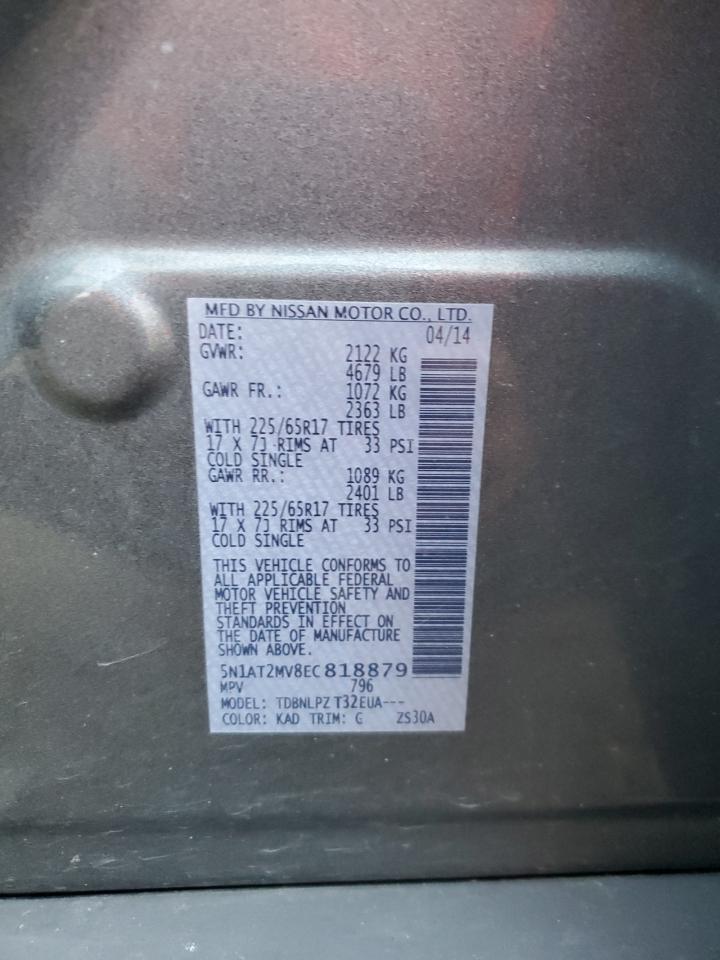 MFD BY NISSAN MOTOR CO., LTD.
DATE: 04/14
GVWR: 2122 KG
4679 LB
GAWR FR.: 1072 KG
2363 LB
WITH 225/65R17 TIRES
17 X 7J RIMS AT 33 PSI
COLD SINGLE
GAWR RR.: 1089 KG
2401 LB
WITH 225/65R17 TIRES
17 X 7J RIMS AT 33 PSI
COLD SINGLE
THIS VEHICLE CONFORMS TO
ALL APPLICABLE FEDERAL
MOTOR VEHICLE SAFETY AND
THEFT PREVENTION
STANDARDS IN EFFECT ON
THE DATE OF MANUFACTURE
SHOWN ABOVE.
5N1AT2MV8EC818879
MPV 796
MODEL: TDBNLPZ T32EUA---
COLOR: KAD TRIM: G ZS30A